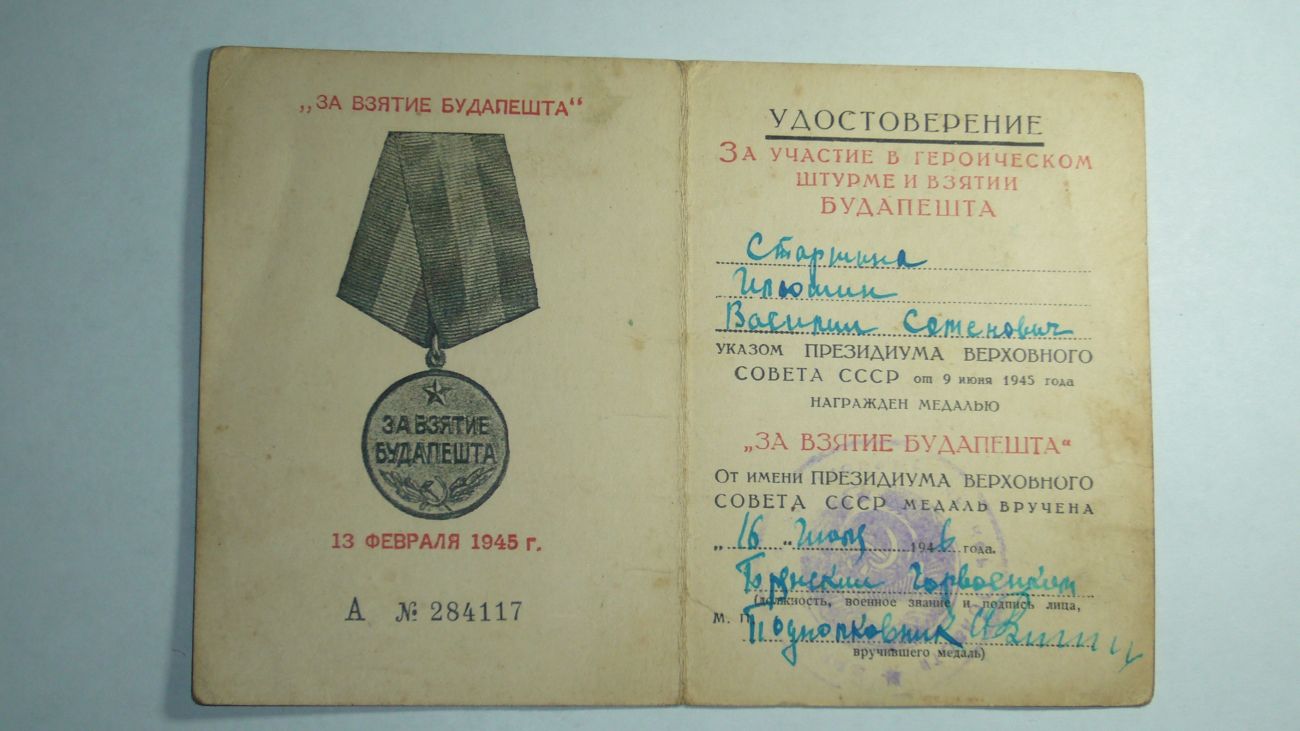 „ЗА ВЗЯТИЕ БУДАПЕШТА“
ЗА ВЗЯТИЕ
БУДАПЕШТА
13 ФЕВРАЛЯ 1945 г.
А № 284117
УДОСТОВЕРЕНИЕ
ЗА УЧАСТИЕ В ГЕРОИЧЕСКОМ
ШТУРМЕ И ВЗЯТИИ
БУДАПЕШТА
Старшина
Илюшин
Василий Семенович
УКАЗОМ ПРЕЗИДИУМА ВЕРХОВНОГО
СОВЕТА СССР от 9 июня 1945 года
НАГРАЖДЕН МЕДАЛЬЮ
„ЗА ВЗЯТИЕ БУДАПЕШТА“
ОТ ИМЕНИ ПРЕЗИДИУМА ВЕРХОВНОГО
СОВЕТА СССР МЕДАЛЬ ВРУЧЕНА
„16“ 1946 года.
Горвоенком
(должность, военное звание и подпись лица,
М. П. Подполковник
вручившего медаль)